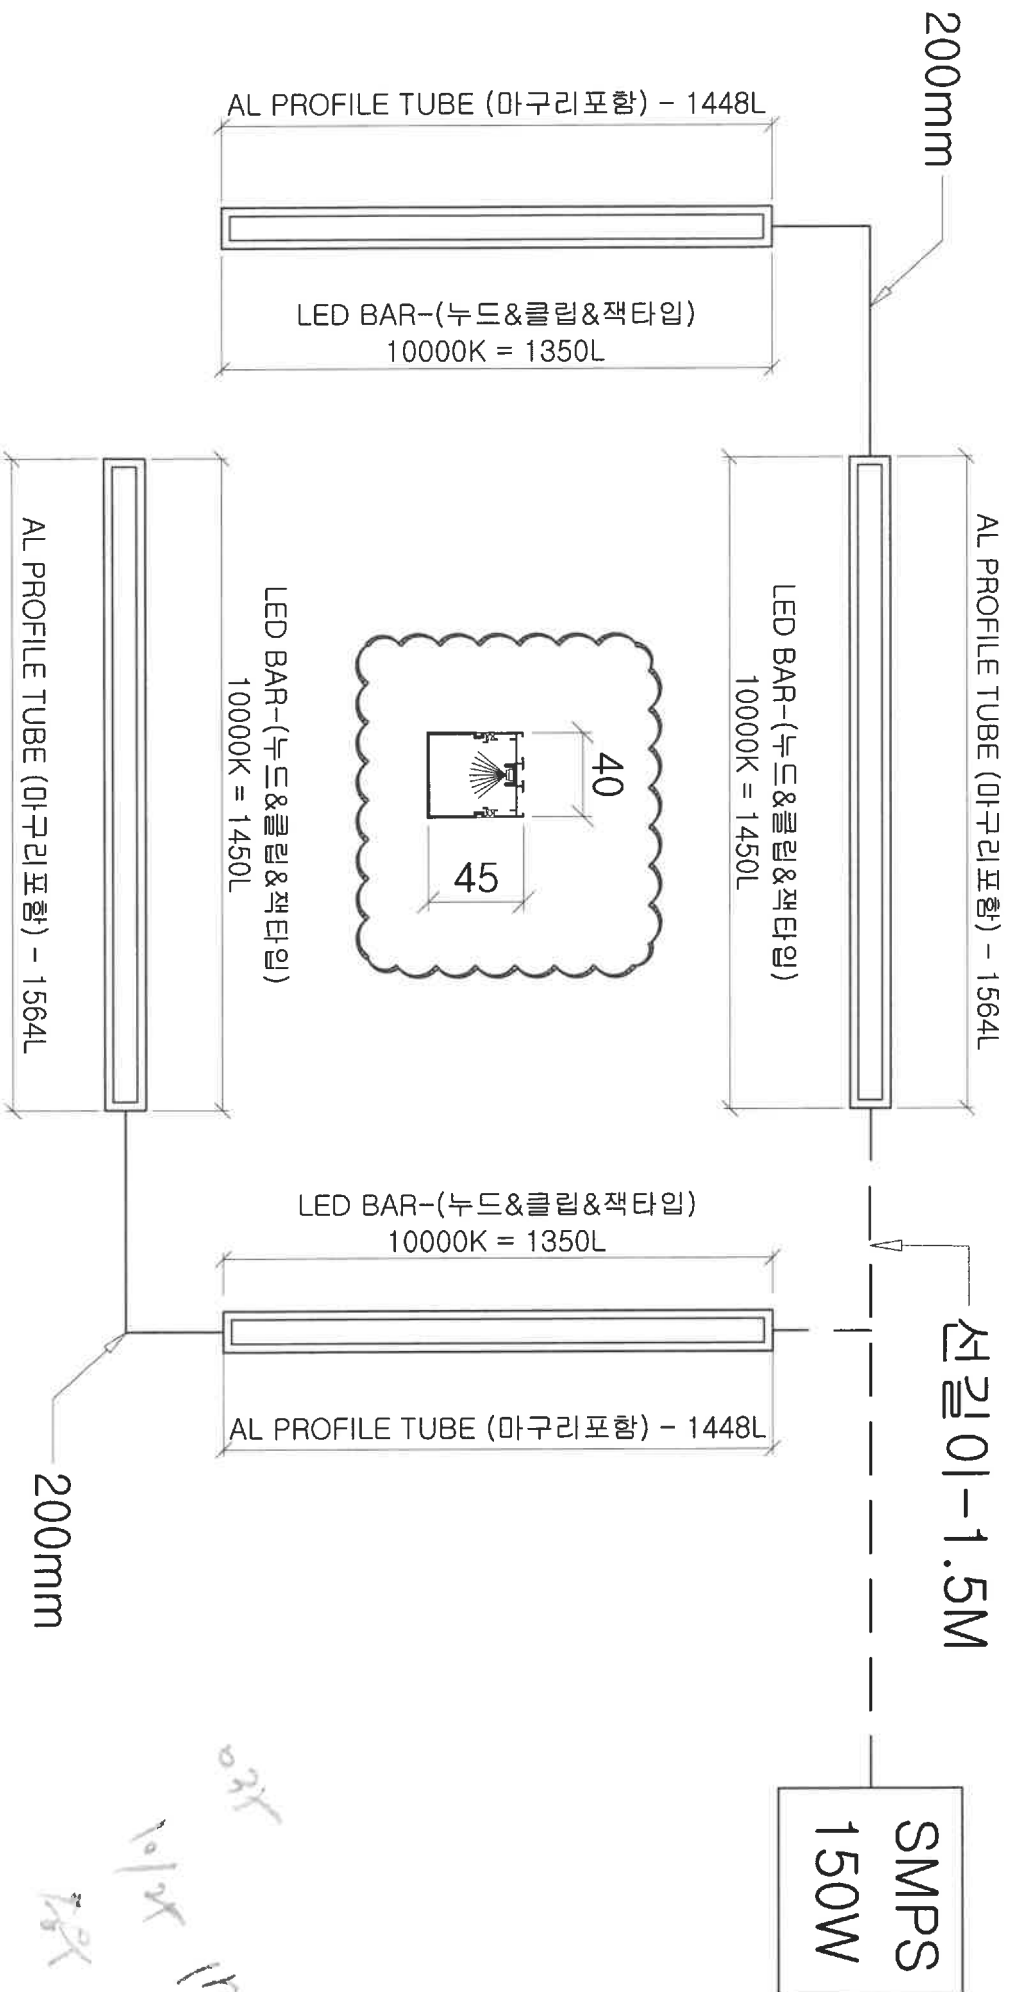 200mm
AL PROFILE TUBE (마구리포함) - 1448L
LED BAR-(누드&클립&잭타입)
10000K = 1350L
AL PROFILE TUBE (마구리포함) - 1564L
LED BAR-(누드&클립&잭타입)
10000K = 1450L
40
45
LED BAR-(누드&클립&잭타입)
10000K = 1450L
AL PROFILE TUBE (마구리포함) - 1564L
LED BAR-(누드&클립&잭타입)
10000K = 1350L
AL PROFILE TUBE (마구리포함) - 1448L
200mm
선길이-1.5M
SMPS
150W